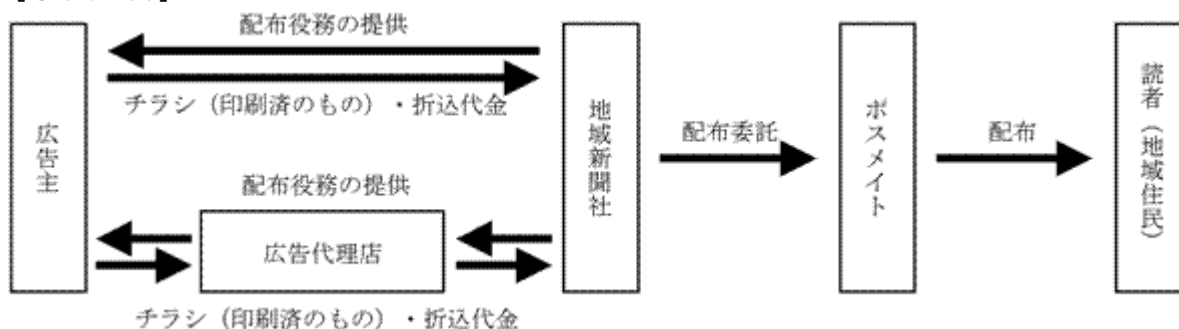 配布役務の提供
チラシ（印刷済のもの）・折込代金
広告主
地域新聞社
配布委託
ポスメイト
配布
読者（地域住民）
配布役務の提供
広告代理店
チラシ（印刷済のもの）・折込代金